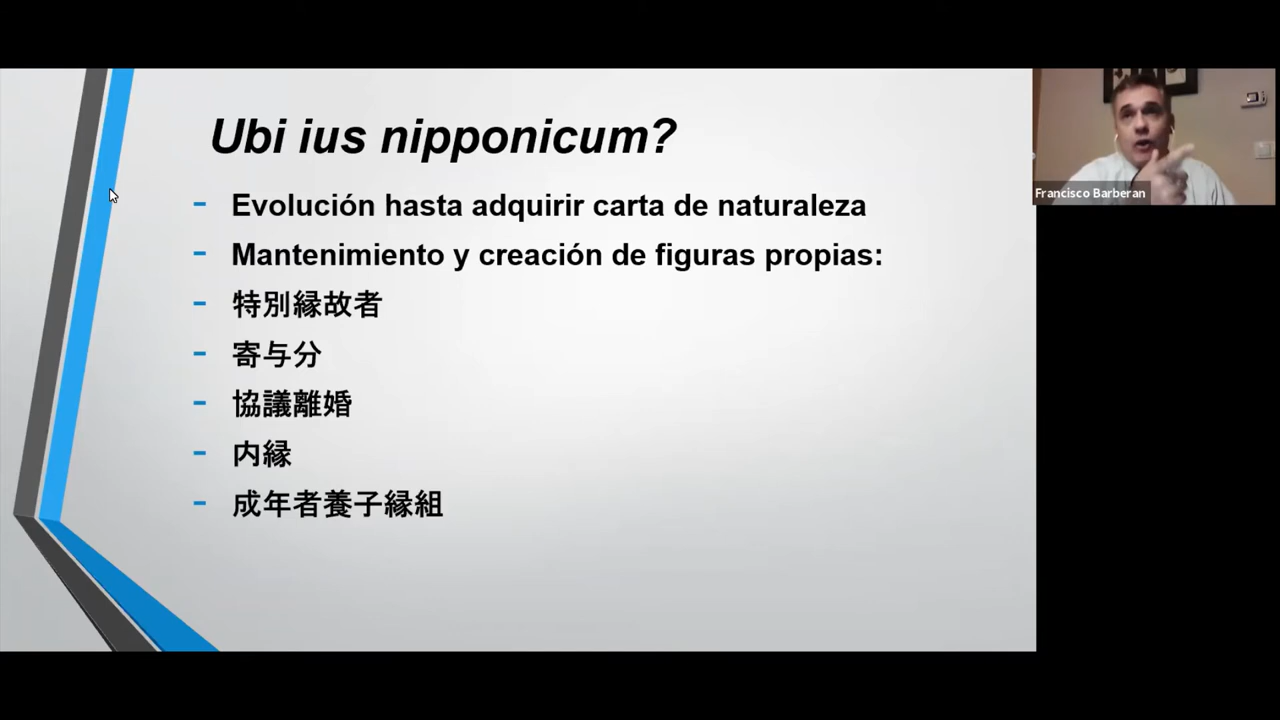 Ubi ius nipponicum?
- Evolución hasta adquirir carta de naturaleza
- Mantenimiento y creación de figuras propias:
- 特別縁故者
- 寄与分
- 協議離婚
- 内縁
- 成年者養子縁組
Francisco Barberan